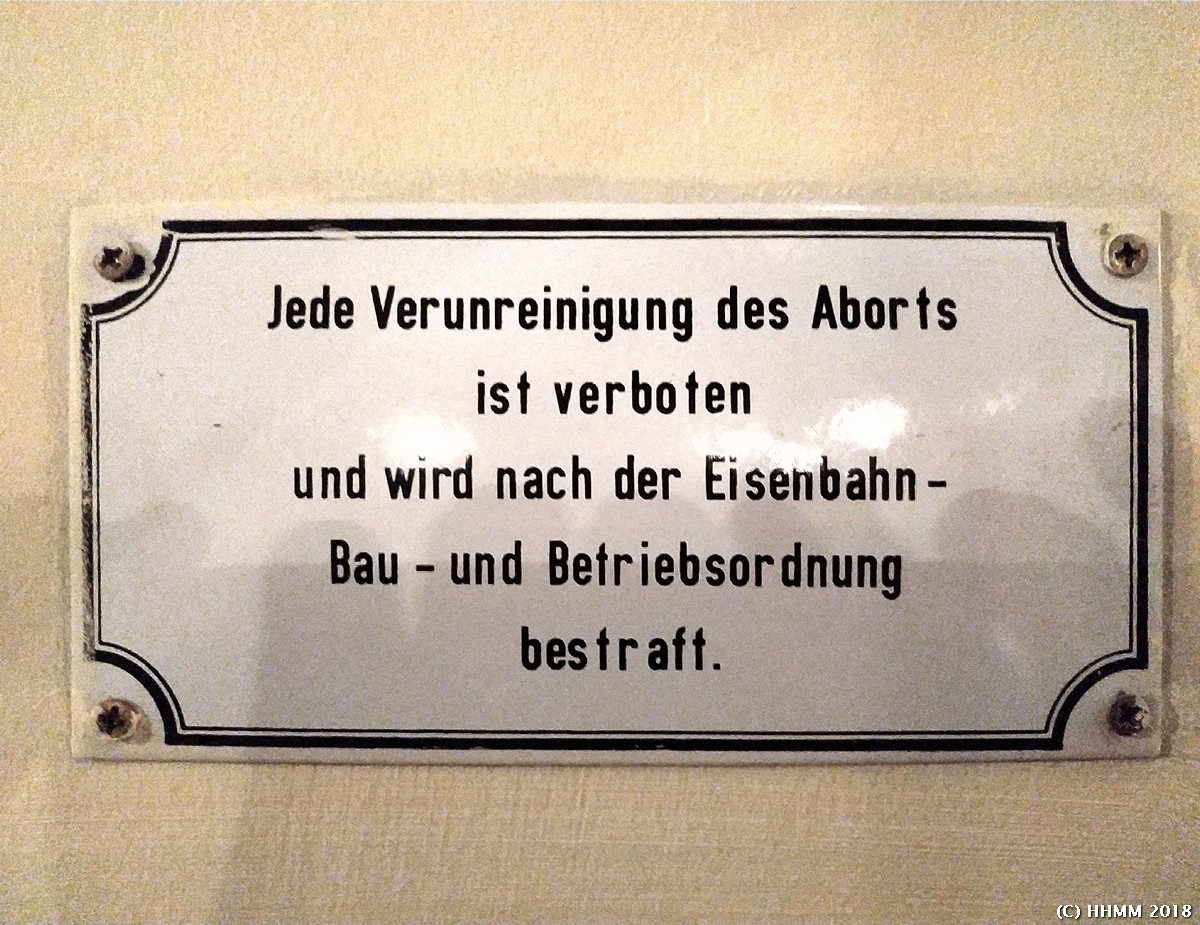 Jede Verunreinigung des Aborts
ist verboten
und wird nach der Eisenbahn-
Bau - und Betriebsordnung
bestraft.
(C) HHMM 2018